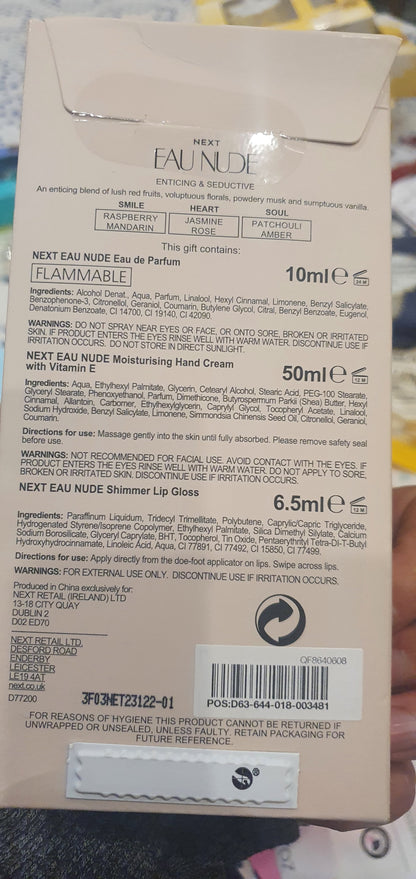 NEXT
EAU NUDE
ENTICING & SEDUCTIVE
An enticing blend of lush red fruits, voluptuous florals, powdery musk and sumptuous vanilla.
SMILE HEART SOUL
RASPBERRY JASMINE PATCHOULI
MANDARIN ROSE AMBER
This gift contains:
NEXT EAU NUDE Eau de Parfum
FLAMMABLE 10ml e 24 M
Ingredients: Alcohol Denat., Aqua, Parfum, Linalool, Hexyl Cinnamal, Limonene, Benzyl Salicylate,
Benzophenone-3, Citronellol, Geraniol, Coumarin, Butylene Glycol, Citral, Benzyl Benzoate, Eugenol,
Denatonium Benzoate, CI 14700, CI 19140, CI 42090.
WARNINGS: DO NOT SPRAY NEAR EYES OR FACE, OR ONTO SORE, BROKEN OR IRRITATED
SKIN. IF PRODUCT ENTERS THE EYES RINSE WELL WITH WARM WATER. DISCONTINUE USE IF
IRRITATION OCCURS. DO NOT STORE IN DIRECT SUNLIGHT.
NEXT EAU NUDE Moisturising Hand Cream
with Vitamin E 50ml e 12 M
Ingredients: Aqua, Ethylhexyl Palmitate, Glycerin, Cetearyl Alcohol, Stearic Acid, PEG-100 Stearate,
Glyceryl Stearate, Phenoxyethanol, Parfum, Dimethicone, Butyrospermum Parkii (Shea) Butter, Hexyl
Cinnamal, Allantoin, Carbomer, Ethylhexylglycerin, Caprylyl Glycol, Tocopheryl Acetate, Linalool,
Sodium Hydroxide, Benzyl Salicylate, Limonene, Simmondsia Chinensis Seed Oil, Citronellol, Geraniol,
Coumarin.
Directions for use: Massage gently into the skin until fully absorbed. Please remove safety seal
before use.
WARNINGS: NOT RECOMMENDED FOR FACIAL USE. AVOID CONTACT WITH THE EYES. IF
PRODUCT ENTERS THE EYES RINSE WELL WITH WARM WATER. DO NOT APPLY TO SORE,
BROKEN OR IRRITATED SKIN. DISCONTINUE USE IF IRRITATION OCCURS.
NEXT EAU NUDE Shimmer Lip Gloss
6.5ml e 12 M
Ingredients: Paraffinum Liquidum, Tridecyl Trimellitate, Polybutene, Caprylic/Capric Triglyceride,
Hydrogenated Styrene/Isoprene Copolymer, Ethylhexyl Palmitate, Silica Dimethyl Silylate, Calcium
Sodium Borosilicate, Glyceryl Caprylate, BHT, Tocopherol, Tin Oxide, Pentaerythrityl Tetra-DI-T-Butyl
Hydroxyhydrocinnamate, Linoleic Acid, Aqua, CI 77891, CI 77492, CI 15850, CI 77499.
Directions for use: Apply directly from the doe-foot applicator on lips. Swipe across lips.
WARNINGS: FOR EXTERNAL USE ONLY. DISCONTINUE USE IF IRRITATION OCCURS.
Produced in China exclusively for:
NEXT RETAIL (IRELAND) LTD
13-18 CITY QUAY
DUBLIN 2
D02 ED70
NEXT RETAIL LTD.
DESFORD ROAD
ENDERBY
LEICESTER
LE19 4AT
next.co.uk
D77200
3F03NET23122-01
QF8640608
POS:D63-644-018-003481
FOR REASONS OF HYGIENE THIS PRODUCT CANNOT BE RETURNED IF
UNWRAPPED OR UNSEALED, UNLESS FAULTY. RETAIN PACKAGING FOR
FUTURE REFERENCE.